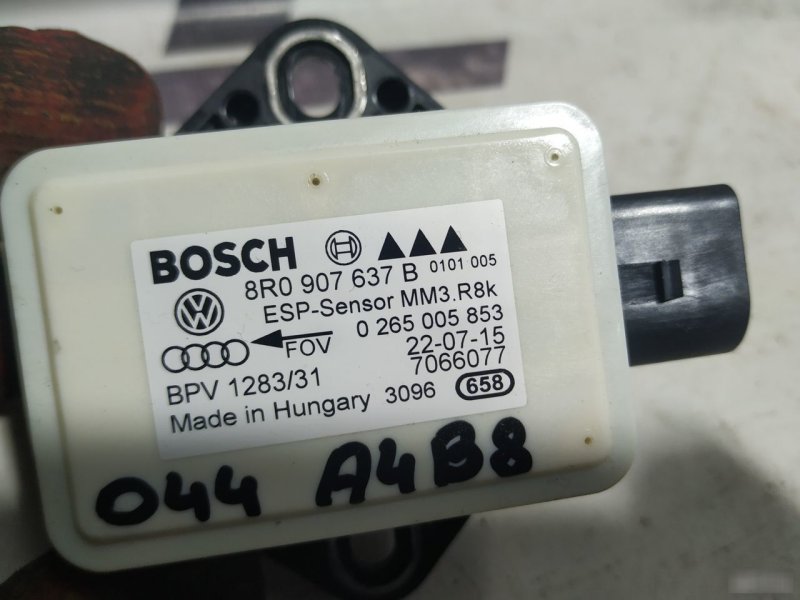 BOSCH
8R0 907 637 B 0101 005
ESP-Sensor MM3.R8k
0 265 005 853
FOV 22-07-15
7066077
BPV 1283/31
Made in Hungary 3096 658
044 A4B8